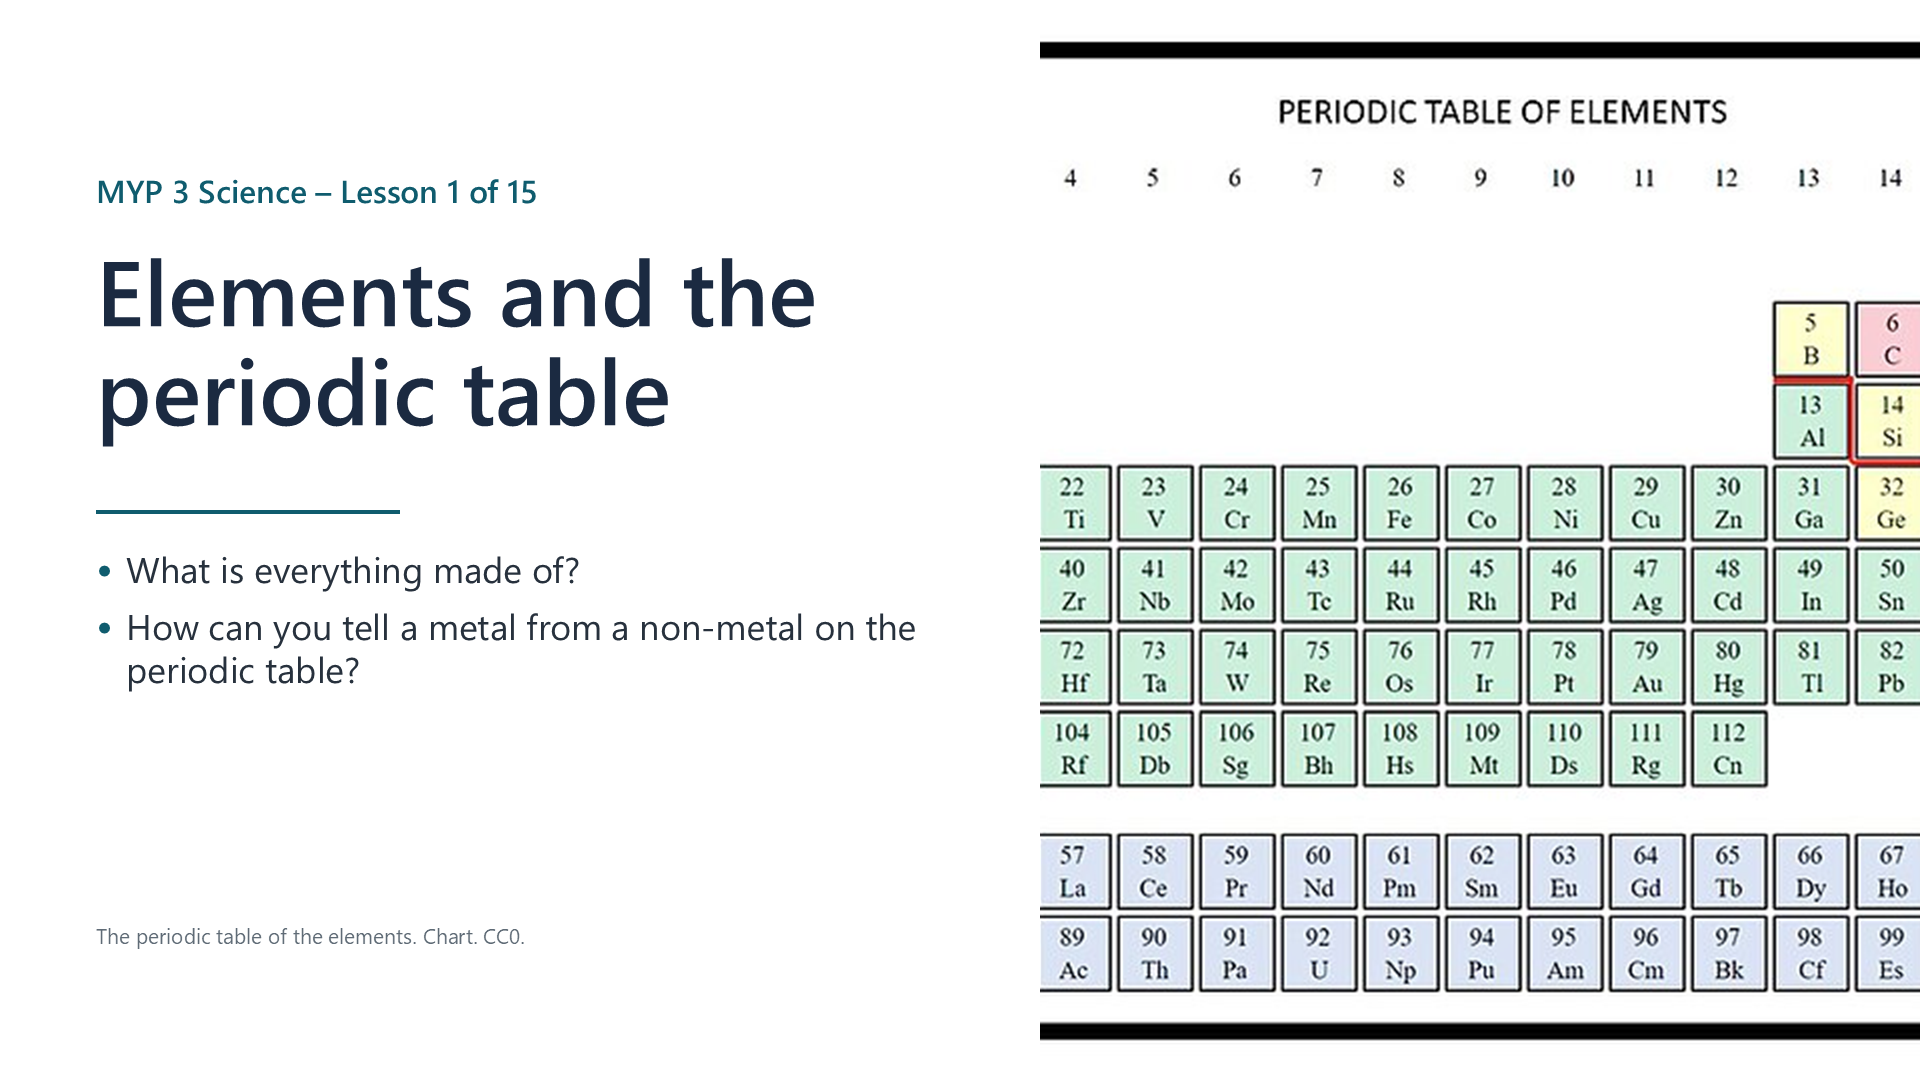 MYP 3 Science – Lesson 1 of 15
Elements and the
periodic table
• What is everything made of?
• How can you tell a metal from a non-metal on the
periodic table?
The periodic table of the elements. Chart. CC0.
PERIODIC TABLE OF ELEMENTS
4 5 6 7 8 9 10 11 12 13 14
5 6
B C
13 14
Al Si
22 23 24 25 26 27 28 29 30 31 32
Ti V Cr Mn Fe Co Ni Cu Zn Ga Ge
40 41 42 43 44 45 46 47 48 49 50
Zr Nb Mo Tc Ru Rh Pd Ag Cd In Sn
72 73 74 75 76 77 78 79 80 81 82
Hf Ta W Re Os Ir Pt Au Hg Tl Pb
104 105 106 107 108 109 110 111 112
Rf Db Sg Bh Hs Mt Ds Rg Cn
57 58 59 60 61 62 63 64 65 66 67
La Ce Pr Nd Pm Sm Eu Gd Tb Dy Ho
89 90 91 92 93 94 95 96 97 98 99
Ac Th Pa U Np Pu Am Cm Bk Cf Es